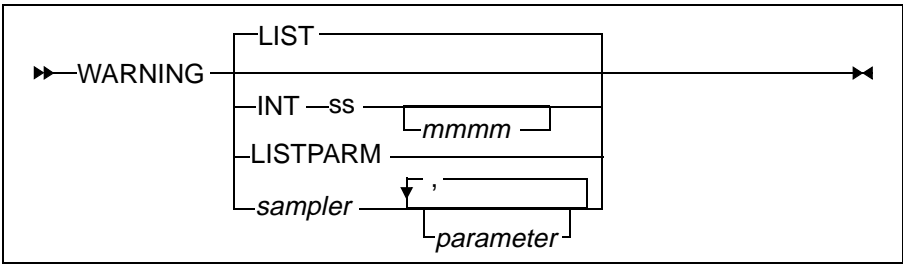 LIST
WARNING
INT ss
mmmm
LISTPARM
,
sampler
parameter